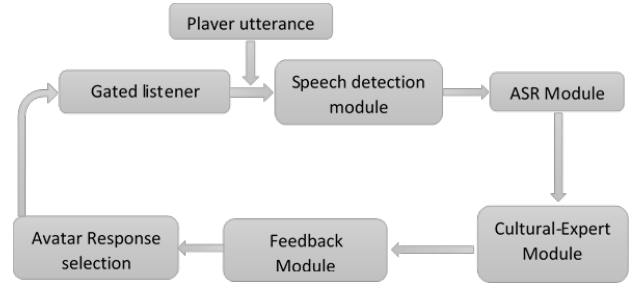 Plaver utterance
Gated listener
Speech detection
module
ASR Module
Cultural-Expert
Module
Feedback
Module
Avatar Response
selection